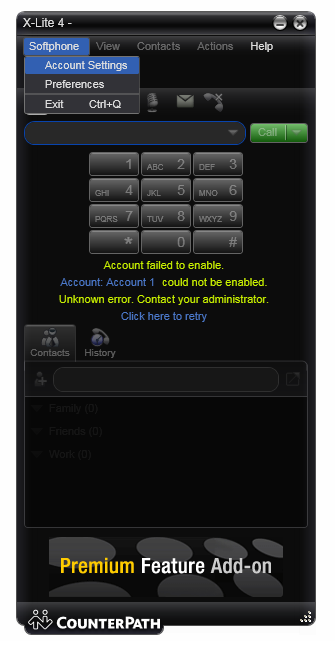 X-Lite 4 -
Softphone View Contacts Actions Help
Account Settings
Preferences
Exit Ctrl+Q
Call
1 ABC 2 DEF 3
GHI 4 JKL 5 MNO 6
PQRS 7 TUV 8 WXYZ 9
* 0 #
Account failed to enable.
Account: Account 1 could not be enabled.
Unknown error. Contact your administrator.
Click here to retry
Contacts History
Family (0)
Friends (0)
Work (0)
Premium Feature Add-on
COUNTERPATH